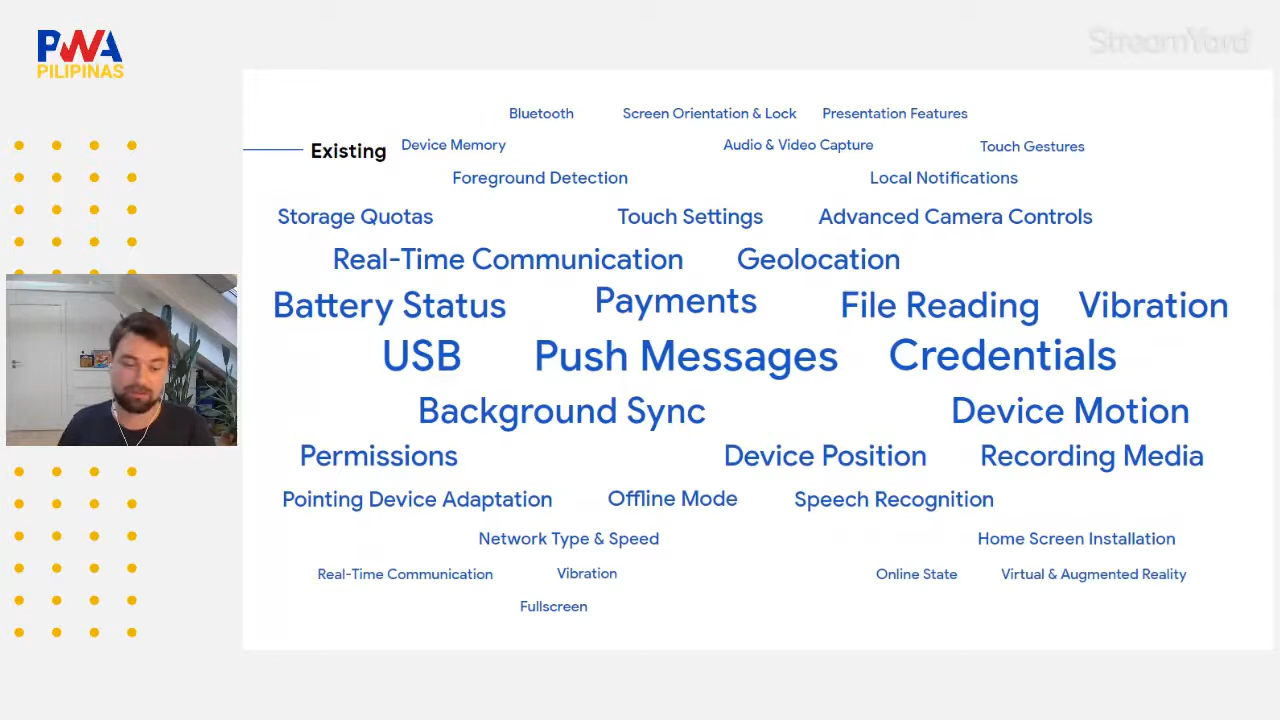 PWA
PILIPINAS
StreamYard
Bluetooth Screen Orientation & Lock Presentation Features
Existing Device Memory Audio & Video Capture Touch Gestures
Foreground Detection Local Notifications
Storage Quotas Touch Settings Advanced Camera Controls
Real-Time Communication Geolocation
Battery Status Payments File Reading Vibration
USB Push Messages Credentials
Background Sync Device Motion
Permissions Device Position Recording Media
Pointing Device Adaptation Offline Mode Speech Recognition
Network Type & Speed Home Screen Installation
Real-Time Communication Vibration Online State Virtual & Augmented Reality
Fullscreen